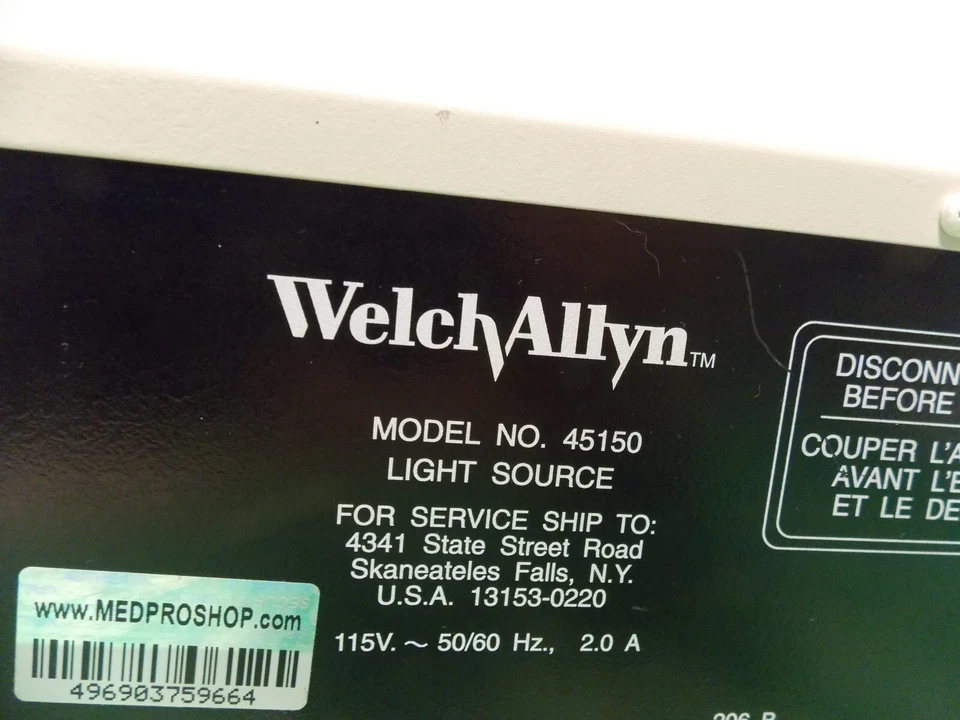 WelchAllyn™
MODEL NO. 45150
LIGHT SOURCE
FOR SERVICE SHIP TO:
4341 State Street Road
Skaneateles Falls, N.Y.
U.S.A. 13153-0220
115V. ~ 50/60 Hz., 2.0 A
DISCONN
BEFORE
COUPER L'A
AVANT L'E
ET LE DE
www.MEDPROSHOP.com
496903759664